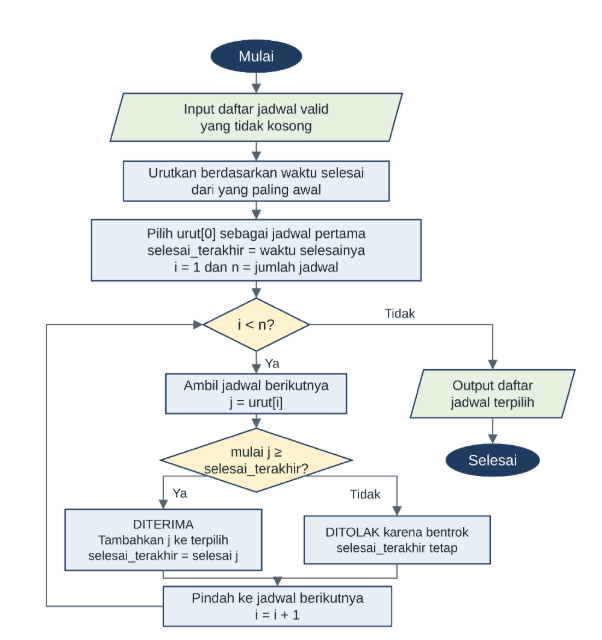 Mulai
Input daftar jadwal valid
yang tidak kosong
Urutkan berdasarkan waktu selesai
dari yang paling awal
Pilih urut[0] sebagai jadwal pertama
selesai_terakhir = waktu selesainya
i = 1 dan n = jumlah jadwal
i < n?
Tidak
Ya
Ambil jadwal berikutnya
j = urut[i]
Output daftar
jadwal terpilih
Selesai
mulai j ≥
selesai_terakhir?
Ya
Tidak
DITERIMA
Tambahkan j ke terpilih
selesai_terakhir = selesai j
DITOLAK karena bentrok
selesai_terakhir tetap
Pindah ke jadwal berikutnya
i = i + 1